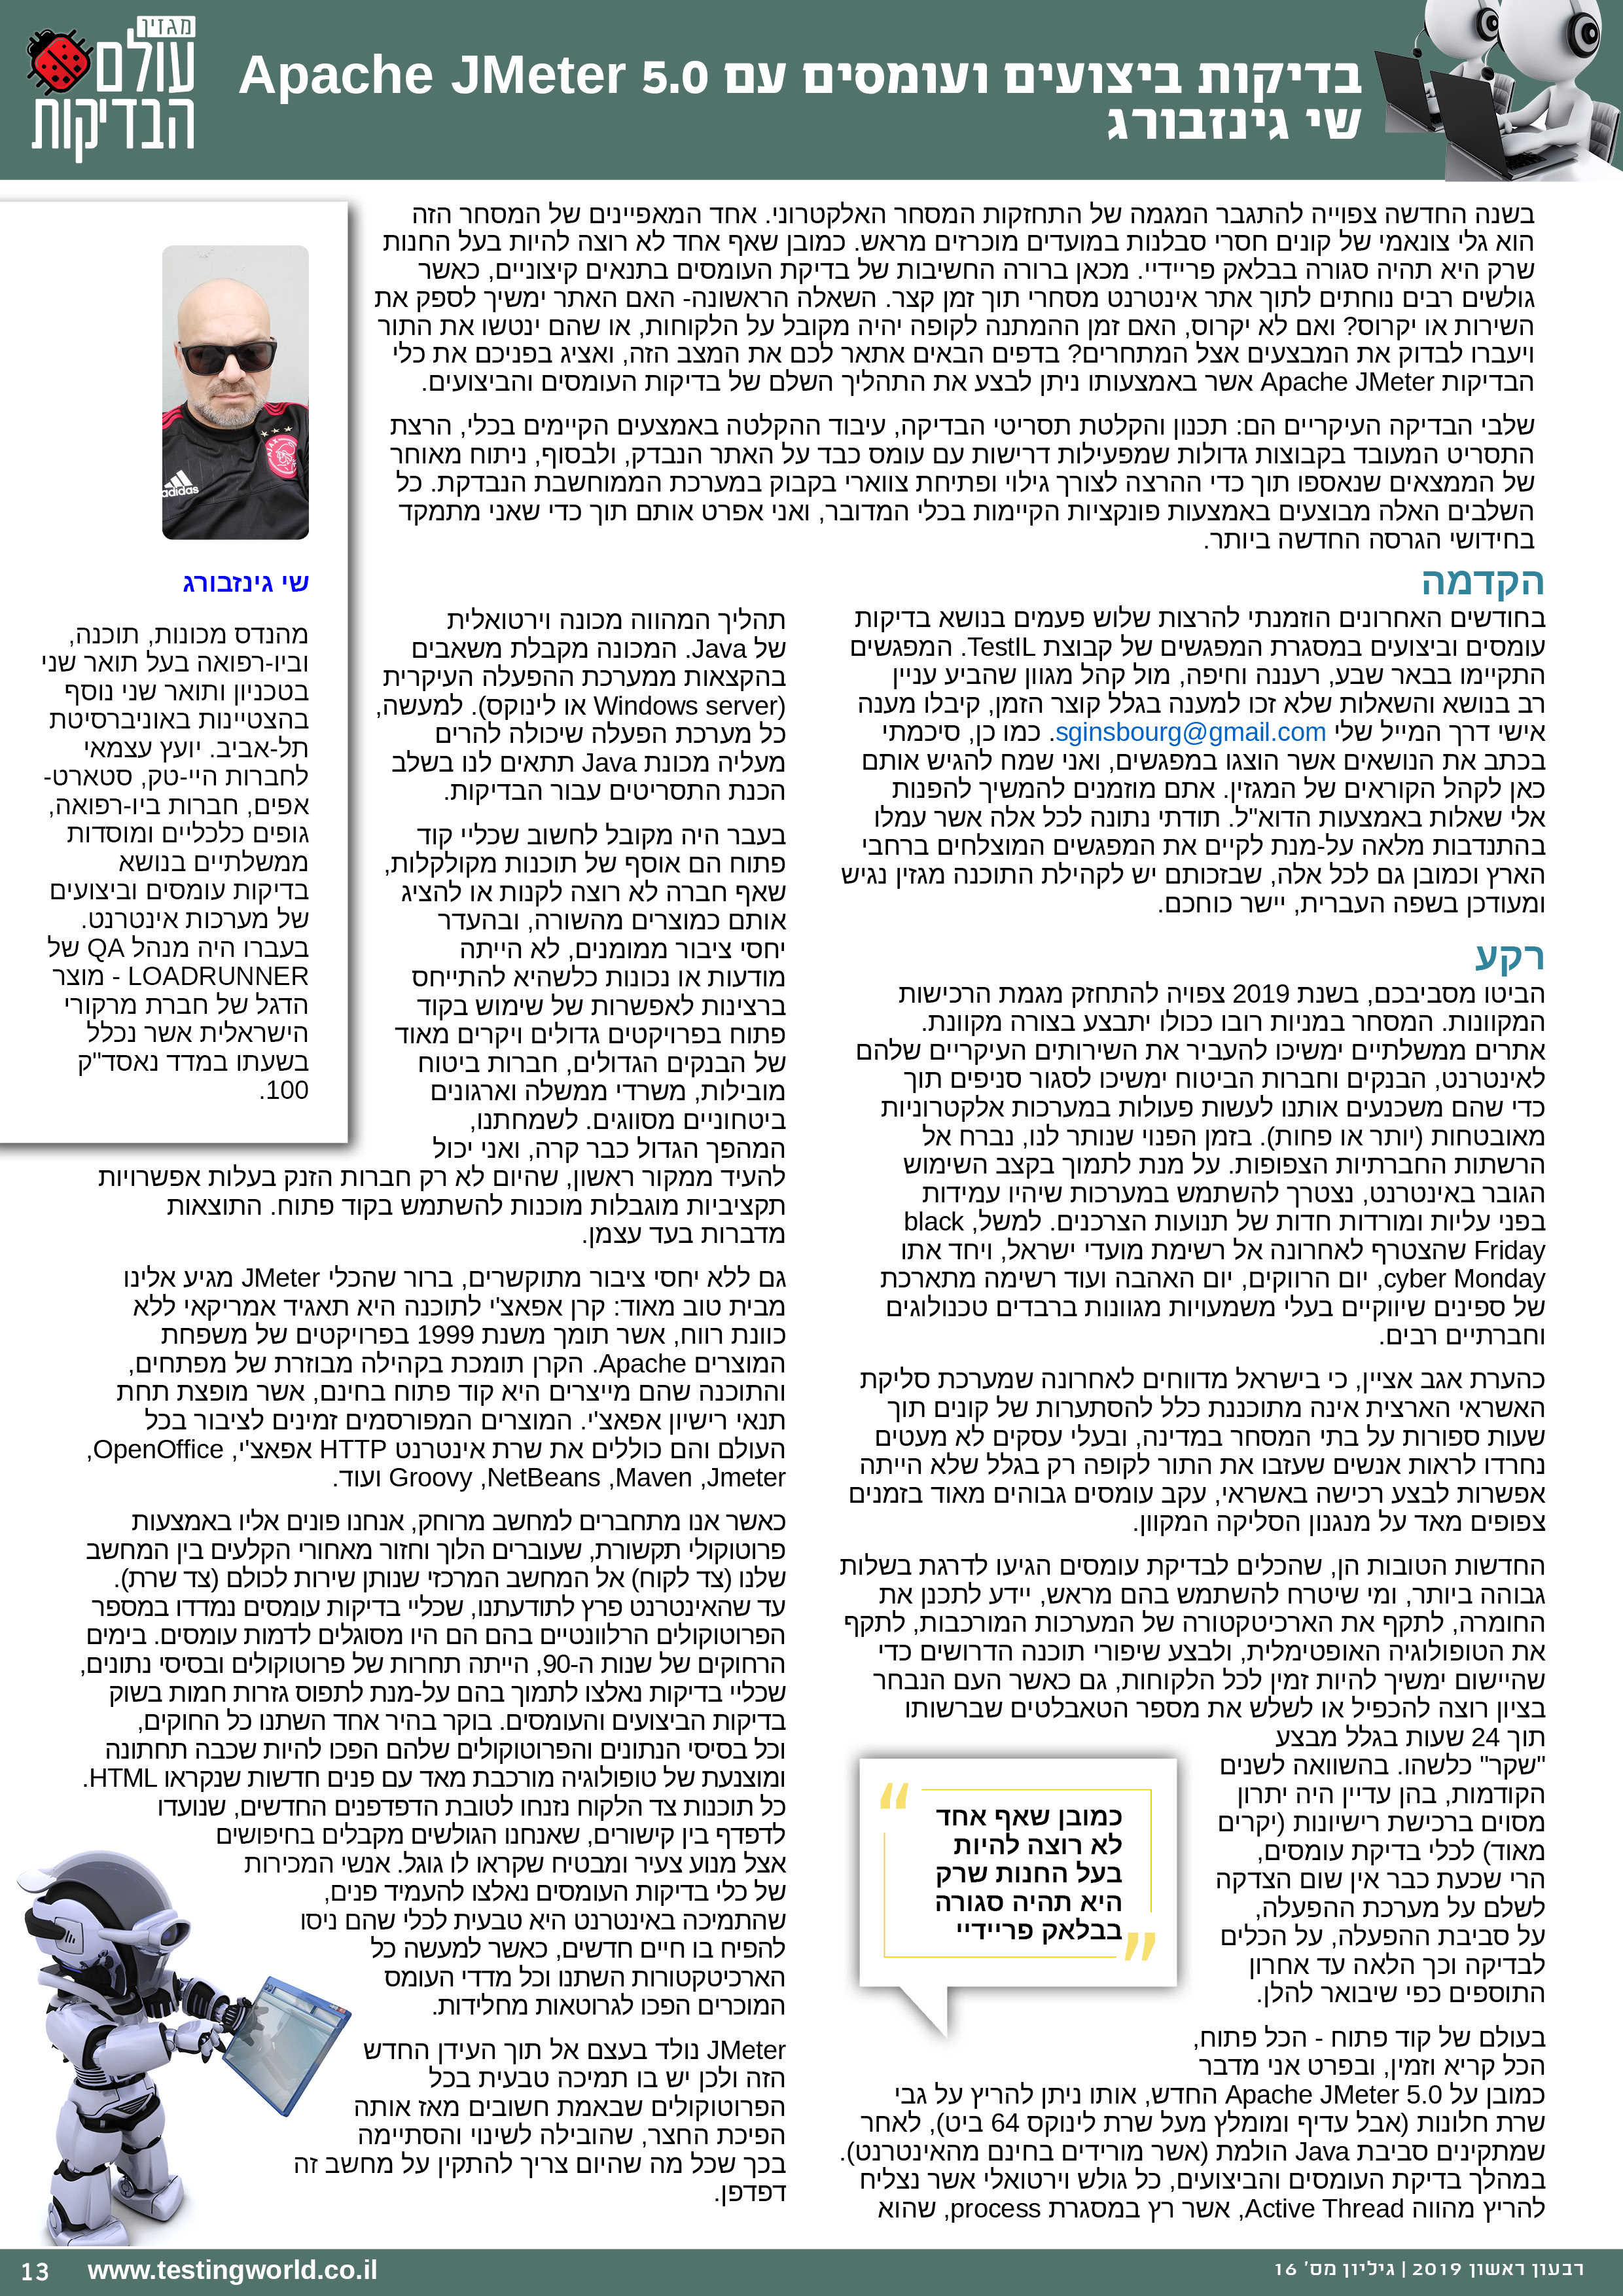 מגזין
עולם
הבדיקות
בדיקות ביצועים ועומסים עם Apache JMeter 5.0
שי גינזבורג
בשנה החדשה צפוייה להתגבר המגמה של התחזקות המסחר האלקטרוני. אחד המאפיינים של המסחר הזה
הוא גלי צונאמי של קונים חסרי סבלנות במועדים מוכרזים מראש. כמובן שאף אחד לא רוצה להיות בעל החנות
שרק היא תהיה סגורה בבלאק פריידיי. מכאן ברורה החשיבות של בדיקת העומסים בתנאים קיצוניים, כאשר
גולשים רבים נוחתים לתוך אתר אינטרנט מסחרי תוך זמן קצר. השאלה הראשונה- האם האתר ימשיך לספק את
השירות או יקרוס? ואם לא יקרוס, האם זמן ההמתנה לקופה יהיה מקובל על הלקוחות, או שהם ינטשו את התור
ויעברו לבדוק את המבצעים אצל המתחרים? בדפים הבאים אתאר לכם את המצב הזה, ואציג בפניכם את כלי
הבדיקות Apache JMeter אשר באמצעותו ניתן לבצע את התהליך השלם של בדיקות העומסים והביצועים.
שלבי הבדיקה העיקריים הם: תכנון והקלטת תסריטי הבדיקה, עיבוד ההקלטה באמצעים הקיימים בכלי, הרצת
התסריט המעובד בקבוצות גדולות שמפעילות דרישות עם עומס כבד על האתר הנבדק, ולבסוף, ניתוח מאוחר
של הממצאים שנאספו תוך כדי ההרצה לצורך גילוי ופתיחת צווארי בקבוק במערכת הממוחשבת הנבדקת. כל
השלבים האלה מבוצעים באמצעות פונקציות הקיימות בכלי המדובר, ואני אפרט אותם תוך כדי שאני מתמקד
בחידושי הגרסה החדשה ביותר.
הקדמה
בחודשים האחרונים הוזמנתי להרצות שלוש פעמים בנושא בדיקות
עומסים וביצועים במסגרת המפגשים של קבוצת TestIL. המפגשים
התקיימו בבאר שבע, רעננה וחיפה, מול קהל מגוון שהביע עניין
רב בנושא והשאלות שלא זכו למענה בגלל קוצר הזמן, קיבלו מענה
אישי דרך המייל שלי sginsbourg@gmail.com. כמו כן, סיכמתי
בכתב את הנושאים אשר הוצגו במפגשים, ואני שמח להגיש אותם
כאן לקהל הקוראים של המגזין. אתם מוזמנים להמשיך להפנות
אלי שאלות באמצעות הדוא"ל. תודתי נתונה לכל אלה אשר עמלו
בהתנדבות מלאה על-מנת לקיים את המפגשים המוצלחים ברחבי
הארץ וכמובן גם לכל אלה, שבזכותם יש לקהילת התוכנה מגזין נגיש
ומעודכן בשפה העברית, יישר כוחכם.
רקע
הביטו מסביבכם, בשנת 2019 צפויה להתחזק מגמת הרכישות
המקוונות. המסחר במניות רובו ככולו יתבצע בצורה מקוונת.
אתרים ממשלתיים ימשיכו להעביר את השירותים העיקריים שלהם
לאינטרנט, הבנקים וחברות הביטוח ימשיכו לסגור סניפים תוך
כדי שהם משכנעים אותנו לעשות פעולות במערכות אלקטרוניות
מאובטחות (יותר או פחות). בזמן הפנוי שנותר לנו, נברח אל
הרשתות החברתיות הצפופות. על מנת לתמוך בקצב השימוש
הגובר באינטרנט, נצטרך להשתמש במערכות שיהיו עמידות
בפני עליות ומורדות חדות של תנועות הצרכנים. למשל, black
Friday שהצטרף לאחרונה אל רשימת מועדי ישראל, ויחד אתו
cyber Monday, יום הרווקים, יום האהבה ועוד רשימה מתארכת
של ספינים שיווקיים בעלי משמעויות מגוונות ברבדים טכנולוגים
וחברתיים רבים.
כהערת אגב אציין, כי בישראל מדווחים לאחרונה שמערכת סליקת
האשראי הארצית אינה מתוכננת כלל להסתערות של קונים תוך
שעות ספורות על בתי המסחר במדינה, ובעלי עסקים לא מעטים
נחרדו לראות אנשים שעזבו את התור לקופה רק בגלל שלא הייתה
אפשרות לבצע רכישה באשראי, עקב עומסים גבוהים מאוד בזמנים
צפופים מאד על מנגנון הסליקה המקוון.
החדשות הטובות הן, שהכלים לבדיקת עומסים הגיעו לדרגת בשלות
גבוהה ביותר, ומי שיטרח להשתמש בהם מראש, יידע לתכנן את
החומרה, לתקף את הארכיטקטורה של המערכות המורכבות, לתקף
את הטופולוגיה האופטימלית, ולבצע שיפורי תוכנה הדרושים כדי
שהיישום ימשיך להיות זמין לכל הלקוחות, גם כאשר העם הנבחר
בציון רוצה להכפיל או לשלש את מספר הטאבלטים שברשותו
תוך 24 שעות בגלל מבצע
"שקר" כלשהו. בהשוואה לשנים
הקודמות, בהן עדיין היה יתרון
מסוים ברכישת רישיונות (יקרים
מאוד) לכלי בדיקת עומסים,
הרי שכעת כבר אין שום הצדקה
לשלם על מערכת ההפעלה,
על סביבת ההפעלה, על הכלים
לבדיקה וכך הלאה עד אחרון
התוספים כפי שיבואר להלן.
בעולם של קוד פתוח - הכל פתוח,
הכל קריא וזמין, ובפרט אני מדבר
כמובן על Apache JMeter 5.0 החדש, אותו ניתן להריץ על גבי
שרת חלונות (אבל עדיף ומומלץ מעל שרת לינוקס 64 ביט), לאחר
שמתקינים סביבת Java הולמת (אשר מורידים בחינם מהאינטרנט).
במהלך בדיקת העומסים והביצועים, כל גולש וירטואלי אשר נצליח
להריץ מהווה Active Thread, אשר רץ במסגרת process, שהוא
“
כמובן שאף אחד
לא רוצה להיות
בעל החנות שרק
היא תהיה סגורה
בבלאק פריידיי
”
תהליך המהווה מכונה וירטואלית
של Java. המכונה מקבלת משאבים
בהקצאות ממערכת ההפעלה העיקרית
(Windows server או לינוקס). למעשה,
כל מערכת הפעלה שיכולה להרים
מעליה מכונת Java תתאים לנו בשלב
הכנת התסריטים עבור הבדיקות.
בעבר היה מקובל לחשוב שכליי קוד
פתוח הם אוסף של תוכנות מקולקלות,
שאף חברה לא רוצה לקנות או להציג
אותם כמוצרים מהשורה, ובהעדר
יחסי ציבור ממומנים, לא הייתה
מודעות או נכונות כלשהיא להתייחס
ברצינות לאפשרות של שימוש בקוד
פתוח בפרויקטים גדולים ויקרים מאוד
של הבנקים הגדולים, חברות ביטוח
מובילות, משרדי ממשלה וארגונים
ביטחוניים מסווגים. לשמחתנו,
המהפך הגדול כבר קרה, ואני יכול
להעיד ממקור ראשון, שהיום לא רק חברות הזנק בעלות אפשרויות
תקציביות מוגבלות מוכנות להשתמש בקוד פתוח. התוצאות
מדברות בעד עצמן.
גם ללא יחסי ציבור מתוקשרים, ברור שהכלי JMeter מגיע אלינו
מבית טוב מאוד: קרן אפאצ'י לתוכנה היא תאגיד אמריקאי ללא
כוונת רווח, אשר תומך משנת 1999 בפרויקטים של משפחת
המוצרים Apache. הקרן תומכת בקהילה מבוזרת של מפתחים,
והתוכנה שהם מייצרים היא קוד פתוח בחינם, אשר מופצת תחת
תנאי רישיון אפאצ'י. המוצרים המפורסמים זמינים לציבור בכל
העולם והם כוללים את שרת אינטרנט HTTP אפאצ'י, OpenOffice,
Jmeter, Maven, NetBeans, Groovy ועוד.
כאשר אנו מתחברים למחשב מרוחק, אנחנו פונים אליו באמצעות
פרוטוקולי תקשורת, שעוברים הלוך וחזור מאחורי הקלעים בין המחשב
שלנו (צד לקוח) אל המחשב המרכזי שנותן שירות לכולם (צד שרת).
עד שהאינטרנט פרץ לתודעתנו, שכליי בדיקות עומסים נמדדו במספר
הפרוטוקולים הרלוונטיים בהם הם היו מסוגלים לדמות עומסים. בימים
הרחוקים של שנות ה-90, הייתה תחרות של פרוטוקולים ובסיסי נתונים,
שכליי בדיקות נאלצו לתמוך בהם על-מנת לתפוס גזרות חמות בשוק
בדיקות הביצועים והעומסים. בוקר בהיר אחד השתנו כל החוקים,
וכל בסיסי הנתונים והפרוטוקולים שלהם הפכו להיות שכבה תחתונה
ומוצנעת של טופולוגיה מורכבת מאד עם פנים חדשות שנקראו HTML.
כל תוכנות צד הלקוח נזנחו לטובת הדפדפנים החדשים, שנועדו
לדפדף בין קישורים, שאנחנו הגולשים מקבלים בחיפושים
אצל מנוע צעיר ומבטיח שקראו לו גוגל. אנשי המכירות
של כלי בדיקות העומסים נאלצו להעמיד פנים,
שהתמיכה באינטרנט היא טבעית לכלי שהם ניסו
להפיח בו חיים חדשים, כאשר למעשה כל
הארכיטקטורות השתנו וכל מדדי העומס
המוכרים הפכו לגרוטאות מחלידות.
JMeter נולד בעצם אל תוך העידן החדש
הזה ולכן יש בו תמיכה טבעית בכל
הפרוטוקולים שבאמת חשובים מאז אותה
הפיכת החצר, שהובילה לשינוי והסתיימה
בכך שכל מה שהיום צריך להתקין על מחשב זה
דפדפן.
adidas
שי גינזבורג
מהנדס מכונות, תוכנה,
וביו-רפואה בעל תואר שני
בטכניון ותואר שני נוסף
בהצטיינות באוניברסיטת
תל-אביב. יועץ עצמאי
לחברות היי-טק, סטארט-
אפים, חברות ביו-רפואה,
גופים כלכליים ומוסדות
ממשלתיים בנושא
בדיקות עומסים וביצועים
של מערכות אינטרנט.
בעברו היה מנהל QA של
LOADRUNNER - מוצר
הדגל של חברת מרקורי
הישראלית אשר נכלל
בשעתו במדד נאסד"ק
100.
רבעון ראשון 2019 | גיליון מס' 16
www.testingworld.co.il
13